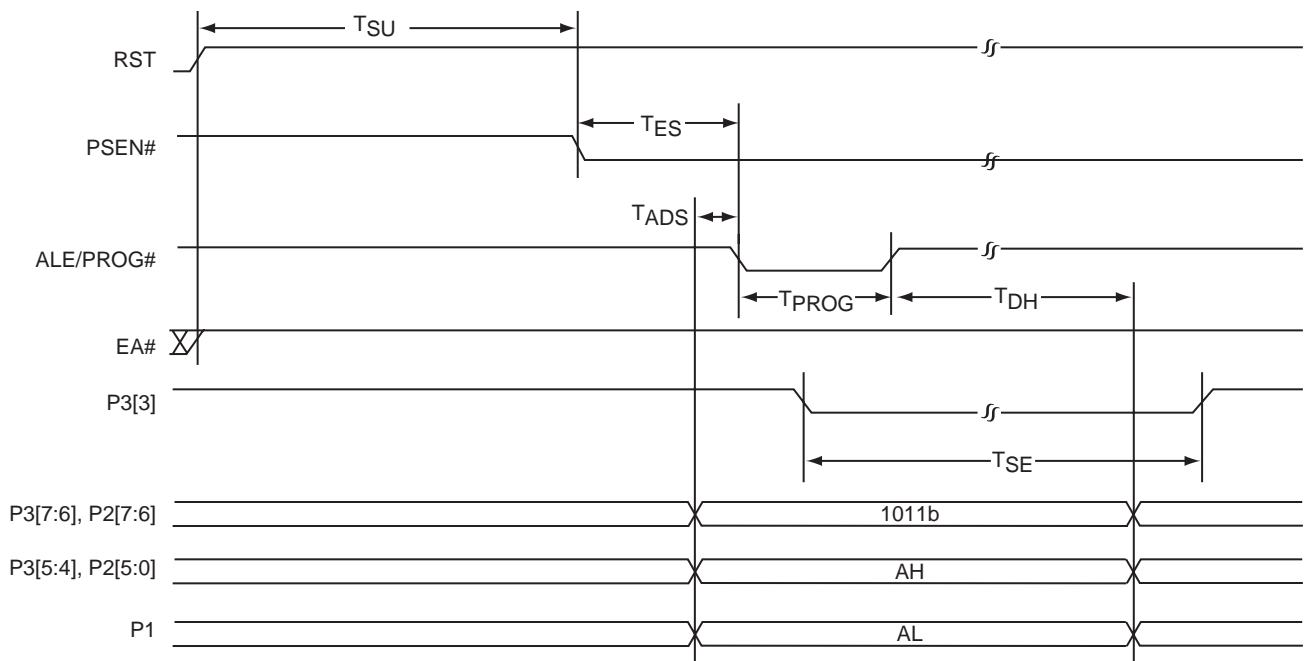 TSU
RST
TES
PSEN#
TADS
ALE/PROG#
TPROG
TDH
EA#
P3[3]
TSE
P3[7:6], P2[7:6]
1011b
P3[5:4], P2[5:0]
AH
P1
AL